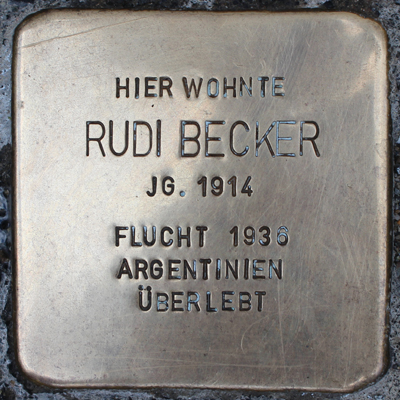 HIER WOHNTE
RUDI BECKER
JG. 1914
FLUCHT 1936
ARGENTINIEN
ÜBERLEBT